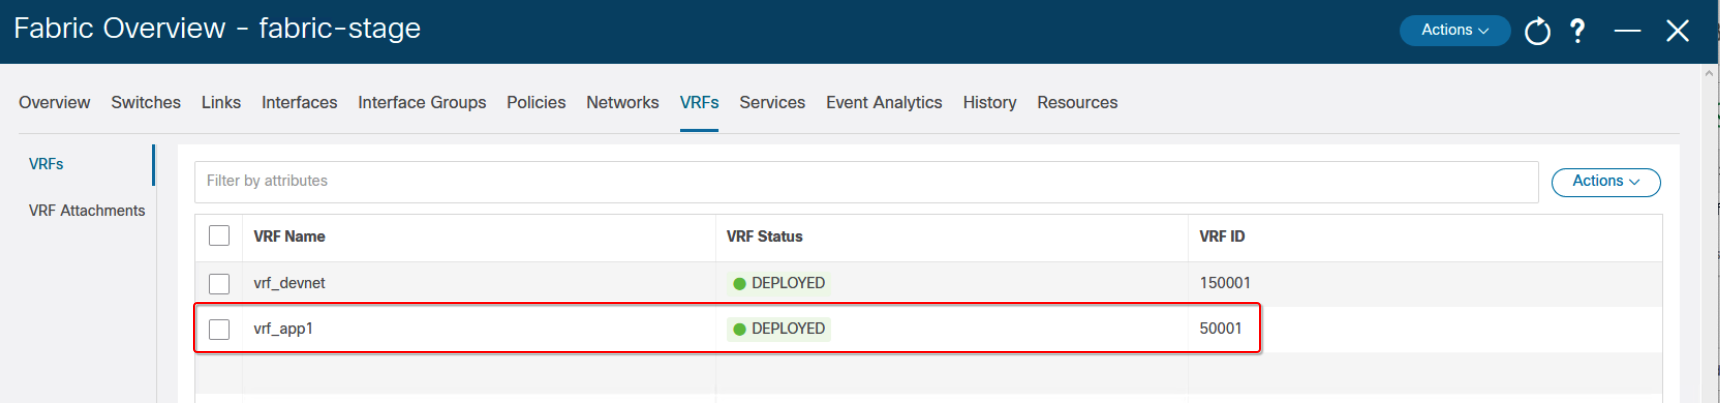 Fabric Overview - fabric-stage
Actions
?
Overview Switches Links Interfaces Interface Groups Policies Networks VRFs Services Event Analytics History Resources
VRFs
VRF Attachments
Filter by attributes
Actions
VRF Name VRF Status VRF ID
vrf_devnet DEPLOYED 150001
vrf_app1 DEPLOYED 50001